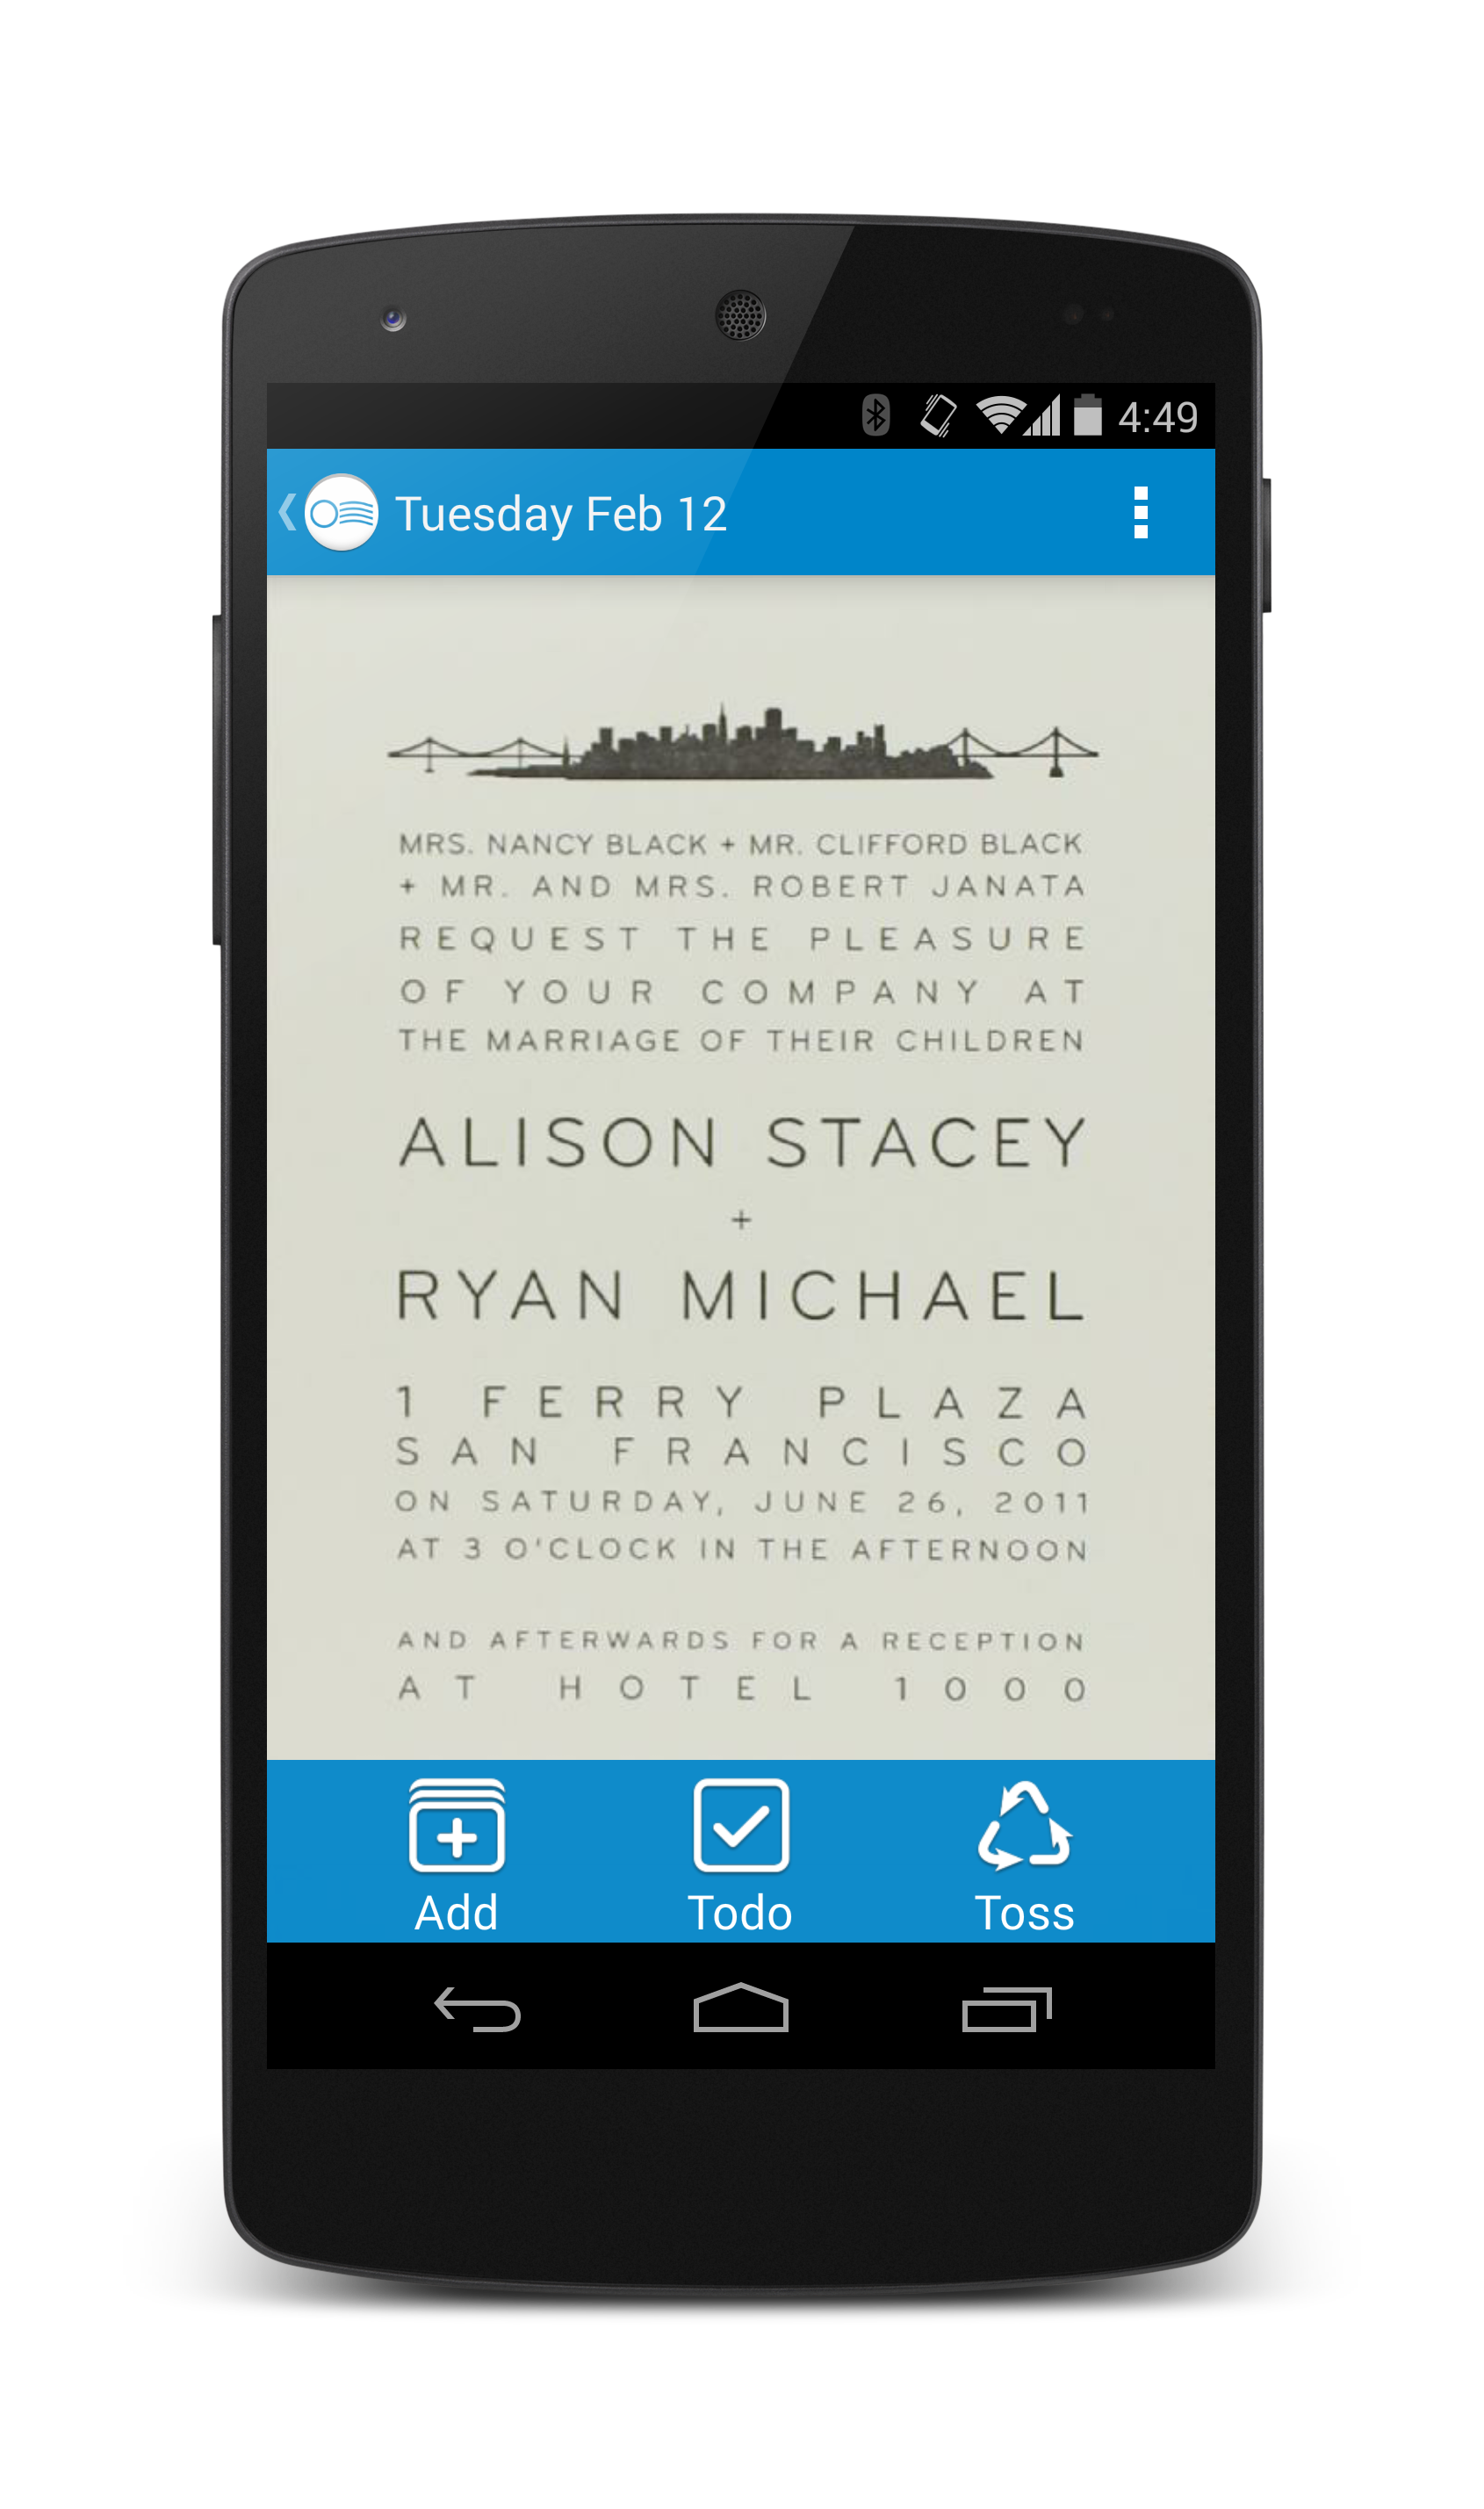 4:49
Tuesday Feb 12
MRS. NANCY BLACK + MR. CLIFFORD BLACK
+ MR. AND MRS. ROBERT JANATA
REQUEST THE PLEASURE
OF YOUR COMPANY AT
THE MARRIAGE OF THEIR CHILDREN
ALISON STACEY
+
RYAN MICHAEL
1 FERRY PLAZA
SAN FRANCISCO
ON SATURDAY, JUNE 26, 2011
AT 3 O'CLOCK IN THE AFTERNOON
AND AFTERWARDS FOR A RECEPTION
AT HOTEL 1000
Add Todo Toss